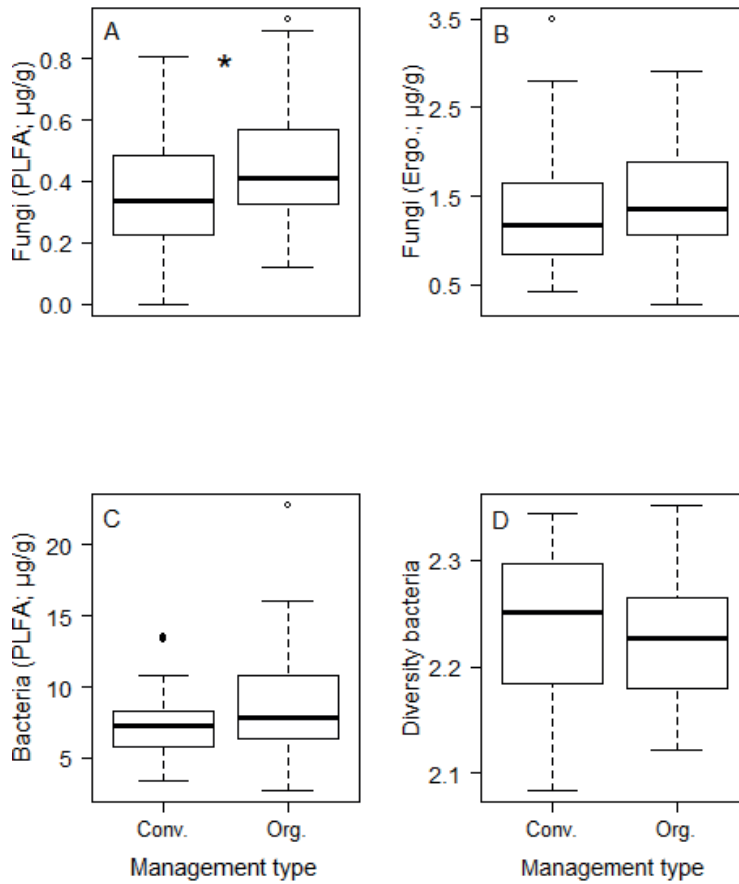 A
*
Fungi (PLFA; µg/g)
0.8
0.6
0.4
0.2
0.0
B
Fungi (Ergo.; µg/g)
3.5
2.5
1.5
0.5
C
Bacteria (PLFA; µg/g)
20
15
10
5
Conv. Org.
Management type
D
Diversity bacteria
2.3
2.2
2.1
Conv. Org.
Management type